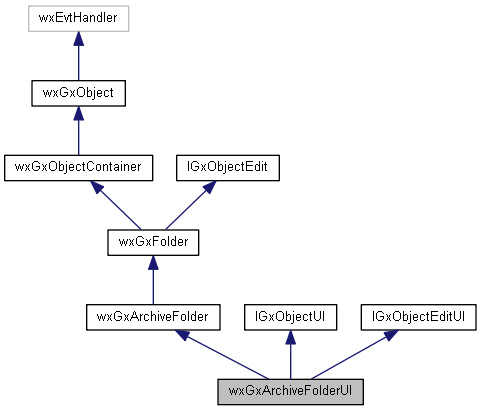 wxEvtHandler
wxGxObject
wxGxObjectContainer
IGxObjectEdit
wxGxFolder
wxGxArchiveFolder
IGxObjectUI
IGxObjectEditUI
wxGxArchiveFolderUI